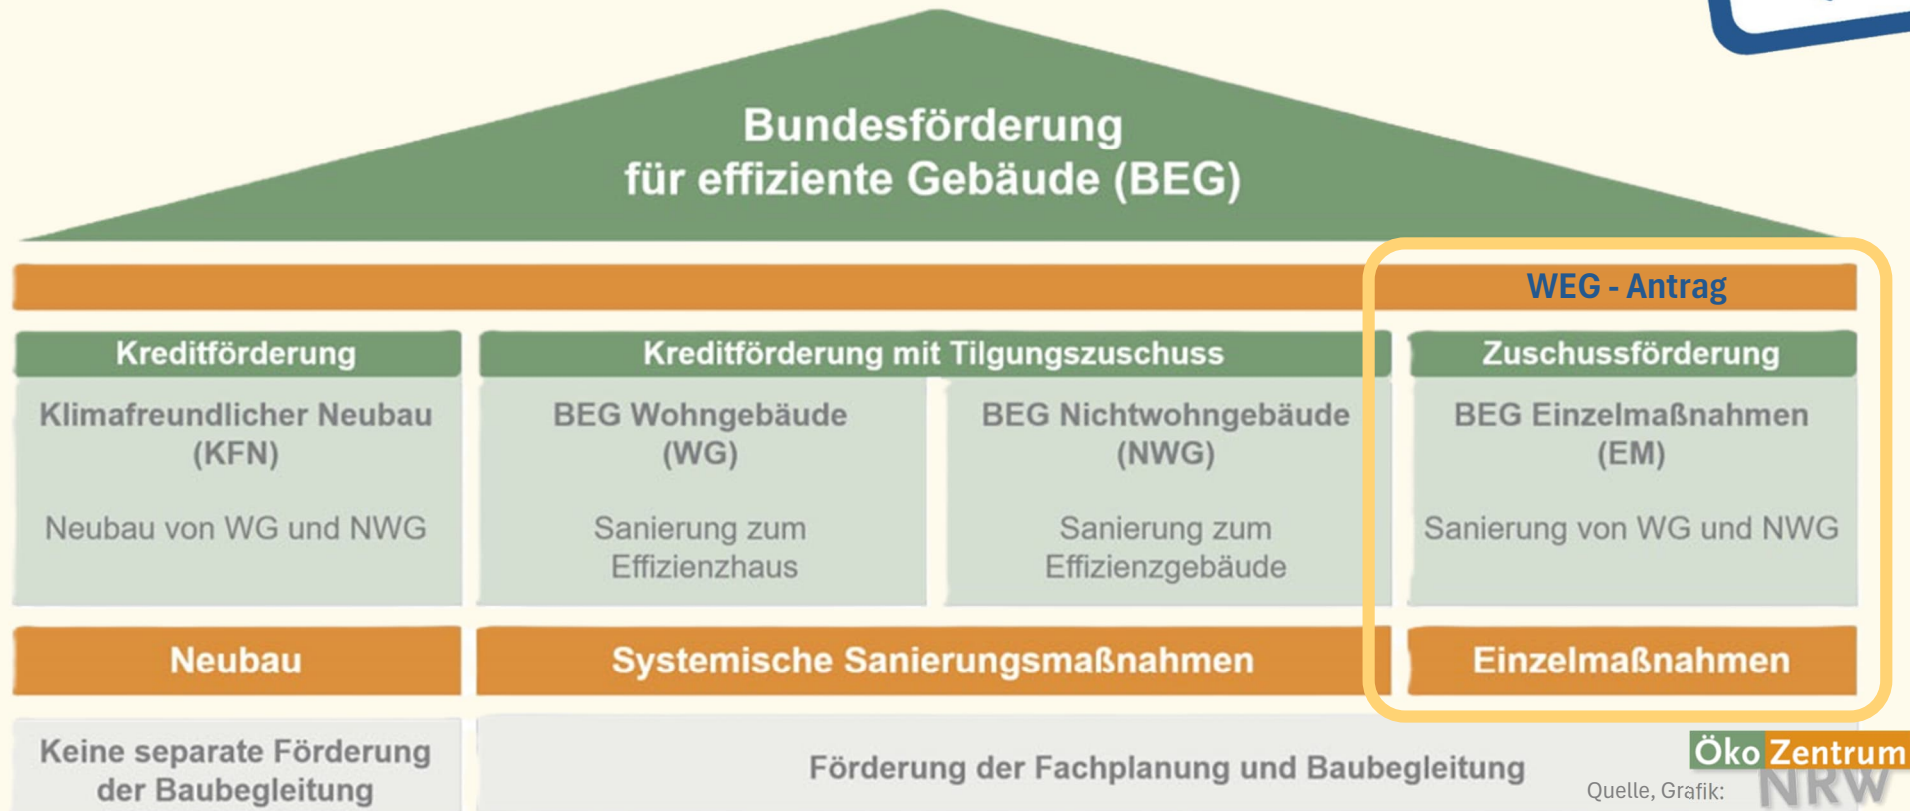 Bundesförderung
für effiziente Gebäude (BEG)
WEG - Antrag
Kreditförderung
Kreditförderung mit Tilgungszuschuss
Zuschussförderung
Klimafreundlicher Neubau
(KFN)
Neubau von WG und NWG
BEG Wohngebäude
(WG)
Sanierung zum
Effizienzhaus
BEG Nichtwohngebäude
(NWG)
Sanierung zum
Effizienzgebäude
BEG Einzelmaßnahmen
(EM)
Sanierung von WG und NWG
Neubau
Systemische Sanierungsmaßnahmen
Einzelmaßnahmen
Keine separate Förderung
der Baubegleitung
Förderung der Fachplanung und Baubegleitung
Öko Zentrum
NRW
Quelle, Grafik: